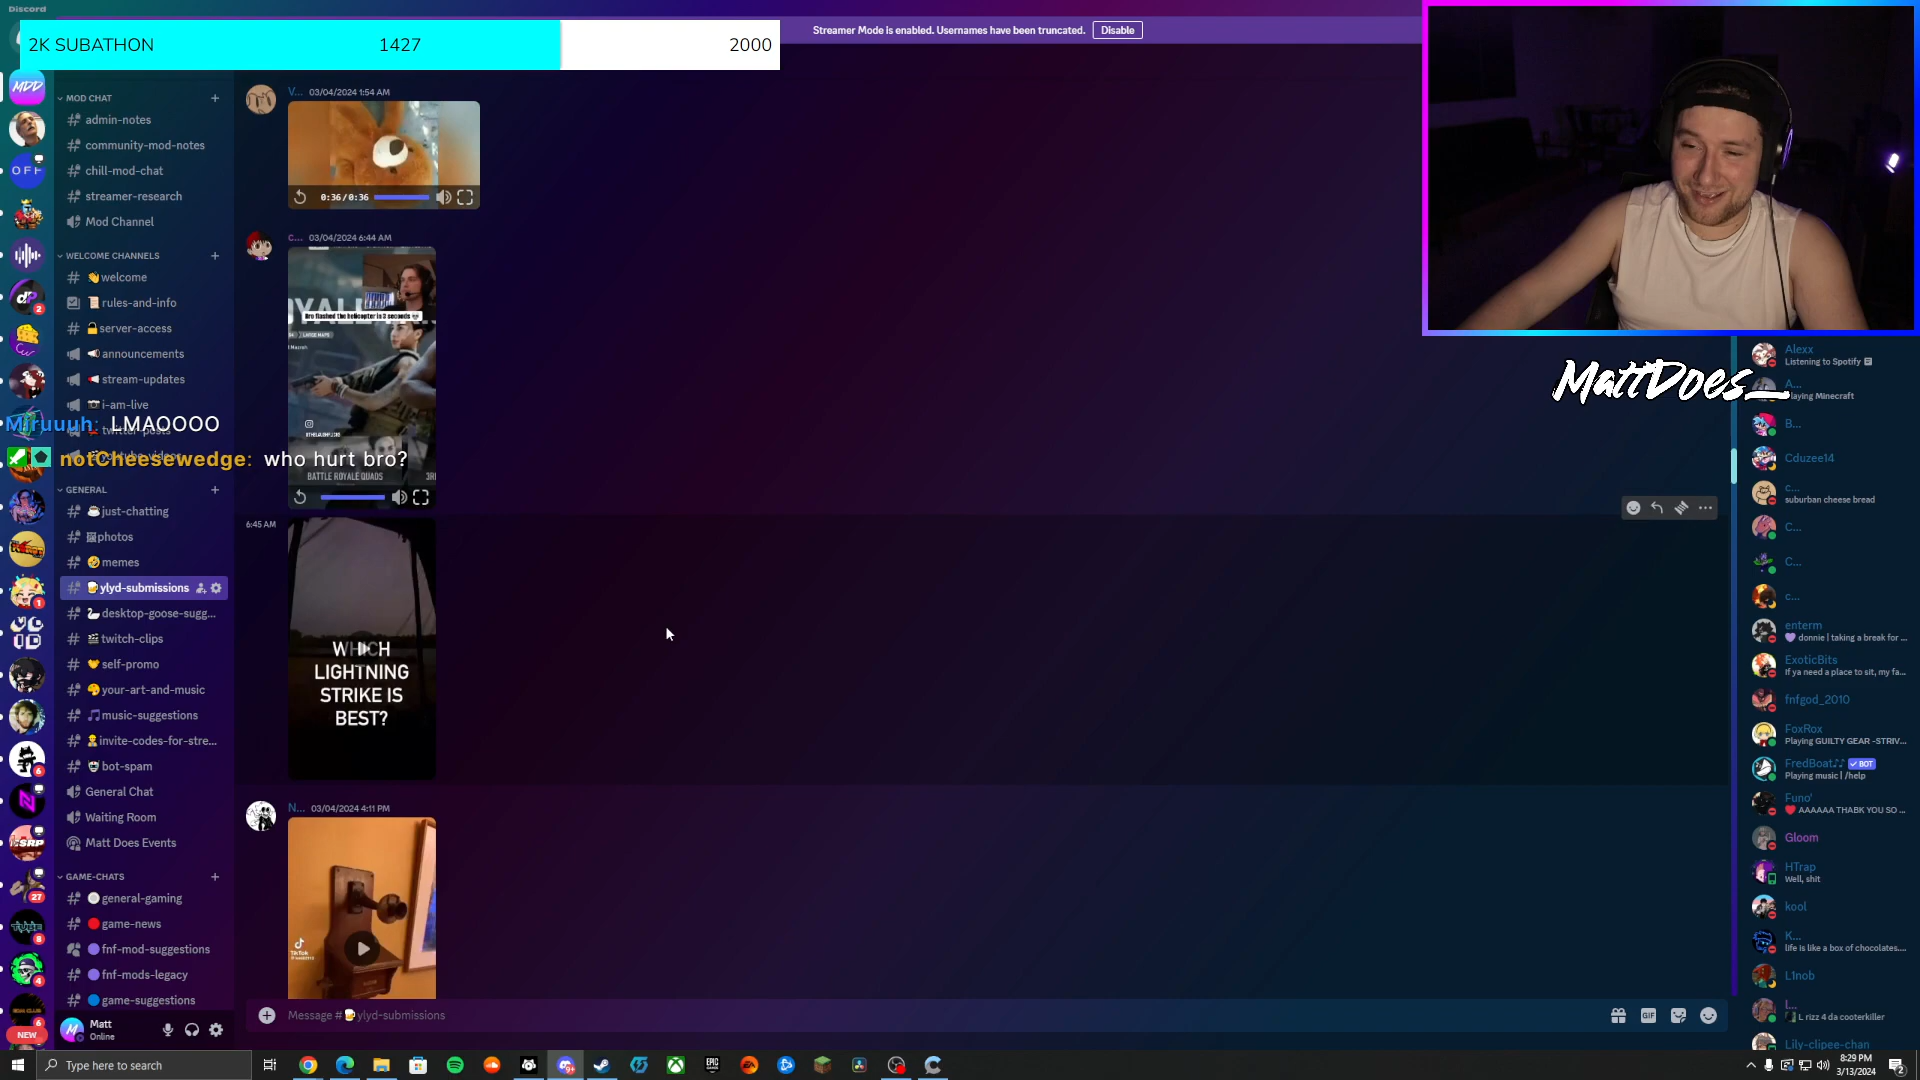 Discord
2K SUBATHON 1427 2000
Streamer Mode is enabled. Usernames have been truncated. Disable
MDD
OFF
MOD CHAT
admin-notes
community-mod-notes
chill-mod-chat
streamer-research
Mod Channel
WELCOME CHANNELS
welcome
rules-and-info
server-access
announcements
stream-updates
i-am-live
twitter-posts
Miruuuh: LMAOOOO
notCheesewedge: who hurt bro?
GENERAL
just-chatting
photos
memes
ylyd-submissions
desktop-goose-sugg...
twitch-clips
self-promo
your-art-and-music
music-suggestions
invite-codes-for-stre...
bot-spam
General Chat
Waiting Room
Matt Does Events
GAME-CHATS
general-gaming
game-news
fnf-mod-suggestions
fnf-mods-legacy
game-suggestions
NEW
Matt
Online
V... 03/04/2024 1:54 AM
0:36/0:36
c... 03/04/2024 6:44 AM
Bro flashed the helicopter in 3 seconds
BATTLE ROYALE QUADS
6:45 AM
WHICH
LIGHTNING
STRIKE IS
BEST?
N... 03/04/2024 4:11 PM
TikTok
Message # ylyd-submissions
GIF
MattDoes__
Alexx
Listening to Spotify
A...
Playing Minecraft
B...
Cduzee14
c...
suburban cheese bread
C...
C...
c...
enterm
donnie | taking a break for ...
ExoticBits
If ya need a place to sit, my fa...
fnfgod_2010
FoxRox
Playing GUILTY GEAR -STRIV...
FredBoat♪♪ BOT
Playing music | /help
Funo'
AAAAAA THABK YOU SO ...
Gloom
HTrap
Well, shit
kool
K...
life is like a box of chocolates....
L1nob
L...
L rizz 4 da cooterkiller
Lily-clipee-chan
Type here to search
8:29 PM
3/13/2024